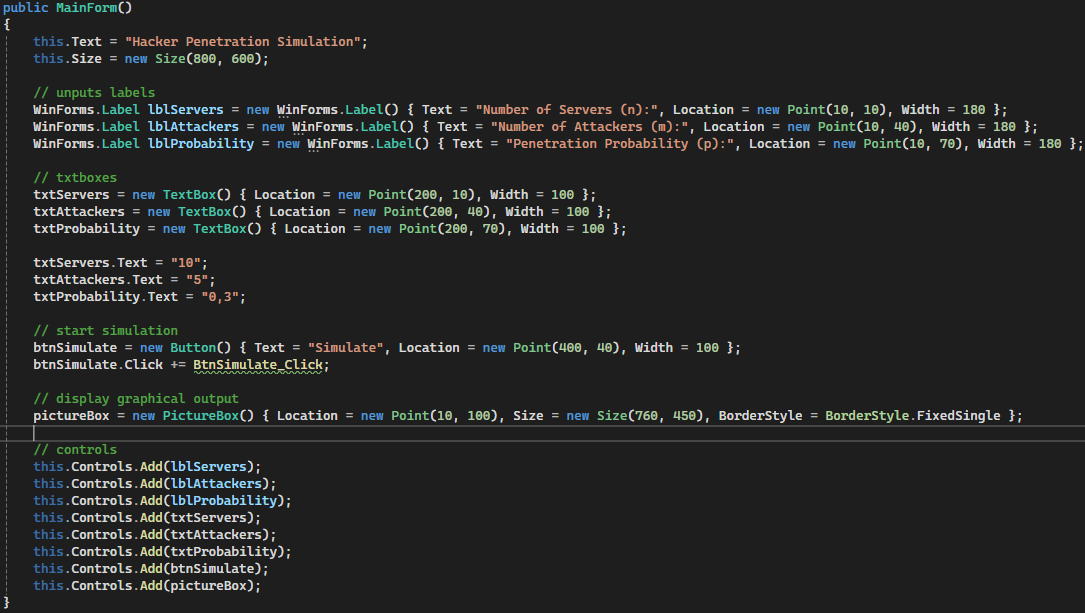 public MainForm()
{
    this.Text = "Hacker Penetration Simulation";
    this.Size = new Size(800, 600);

    // unputs labels
    WinForms.Label lblServers = new WinForms.Label() { Text = "Number of Servers (n):", Location = new Point(10, 10), Width = 180 };
    WinForms.Label lblAttackers = new WinForms.Label() { Text = "Number of Attackers (m):", Location = new Point(10, 40), Width = 180 };
    WinForms.Label lblProbability = new WinForms.Label() { Text = "Penetration Probability (p):", Location = new Point(10, 70), Width = 180 };

    // txtboxes
    txtServers = new TextBox() { Location = new Point(200, 10), Width = 100 };
    txtAttackers = new TextBox() { Location = new Point(200, 40), Width = 100 };
    txtProbability = new TextBox() { Location = new Point(200, 70), Width = 100 };

    txtServers.Text = "10";
    txtAttackers.Text = "5";
    txtProbability.Text = "0,3";

    // start simulation
    btnSimulate = new Button() { Text = "Simulate", Location = new Point(400, 40), Width = 100 };
    btnSimulate.Click += BtnSimulate_Click;

    // display graphical output
    pictureBox = new PictureBox() { Location = new Point(10, 100), Size = new Size(760, 450), BorderStyle = BorderStyle.FixedSingle };

    // controls
    this.Controls.Add(lblServers);
    this.Controls.Add(lblAttackers);
    this.Controls.Add(lblProbability);
    this.Controls.Add(txtServers);
    this.Controls.Add(txtAttackers);
    this.Controls.Add(txtProbability);
    this.Controls.Add(btnSimulate);
    this.Controls.Add(pictureBox);
}